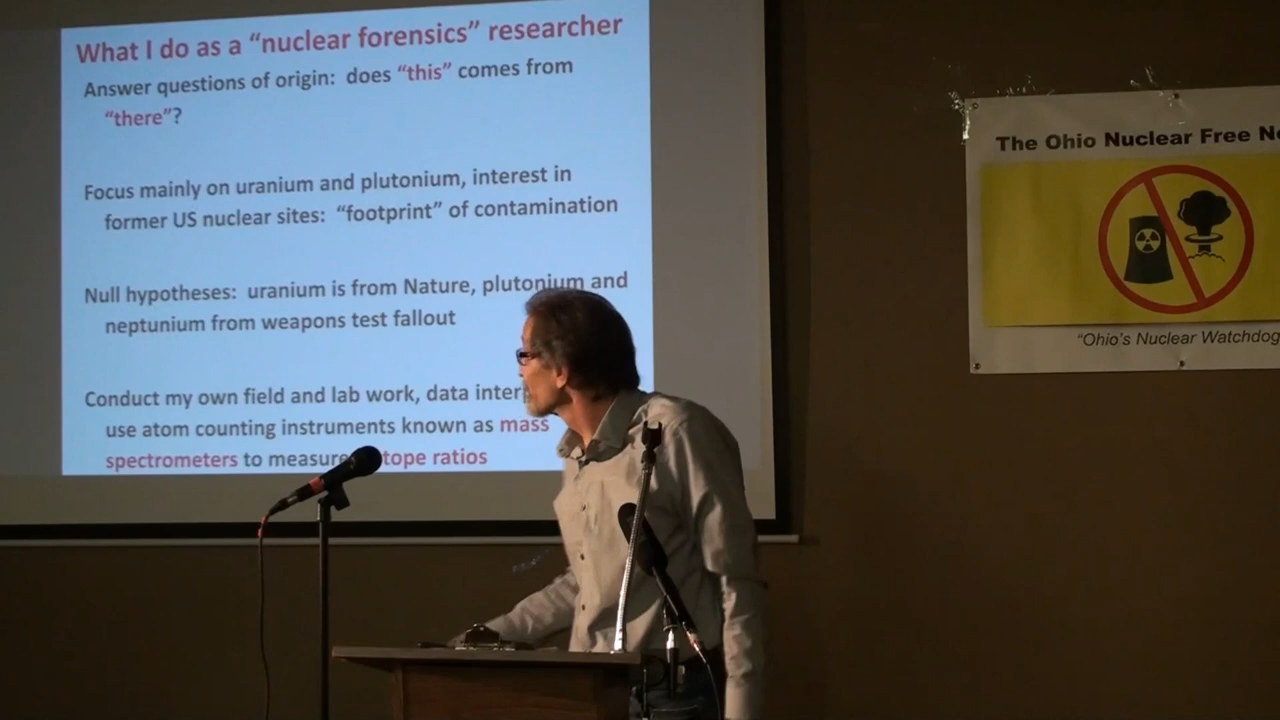 What I do as a “nuclear forensics” researcher
Answer questions of origin: does “this” comes from
“there”?
Focus mainly on uranium and plutonium, interest in
former US nuclear sites: “footprint” of contamination
Null hypotheses: uranium is from Nature, plutonium and
neptunium from weapons test fallout
Conduct my own field and lab work, data
use atom counting instruments known as mass
spectrometers to measure ratios
The Ohio Nuclear Free
“Ohio’s Nuclear Watchdog